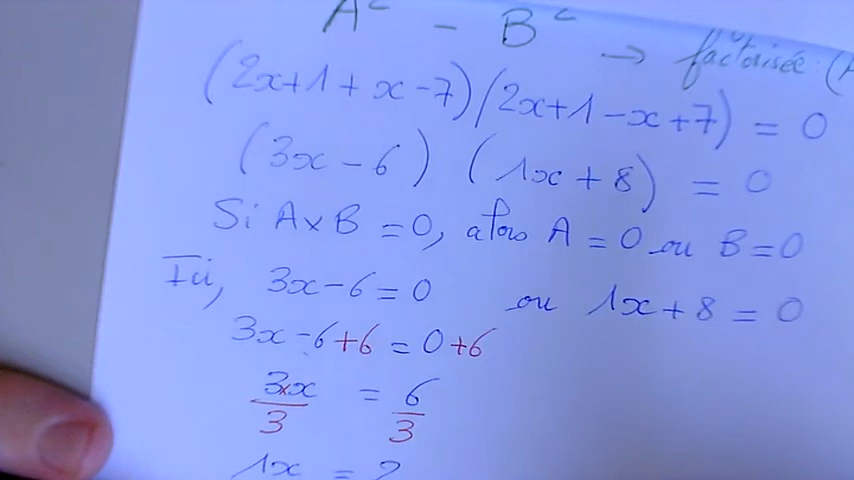 A² - B² → factorisée : (A
(2x+1+x-7)(2x+1-x+7) = 0
(3x-6) (1x+8) = 0
Si A×B = 0, alors A = 0 ou B = 0
Ici, 3x-6 = 0 ou 1x+8 = 0
3x-6+6 = 0+6
3×x/3 = 6/3
1x = 2